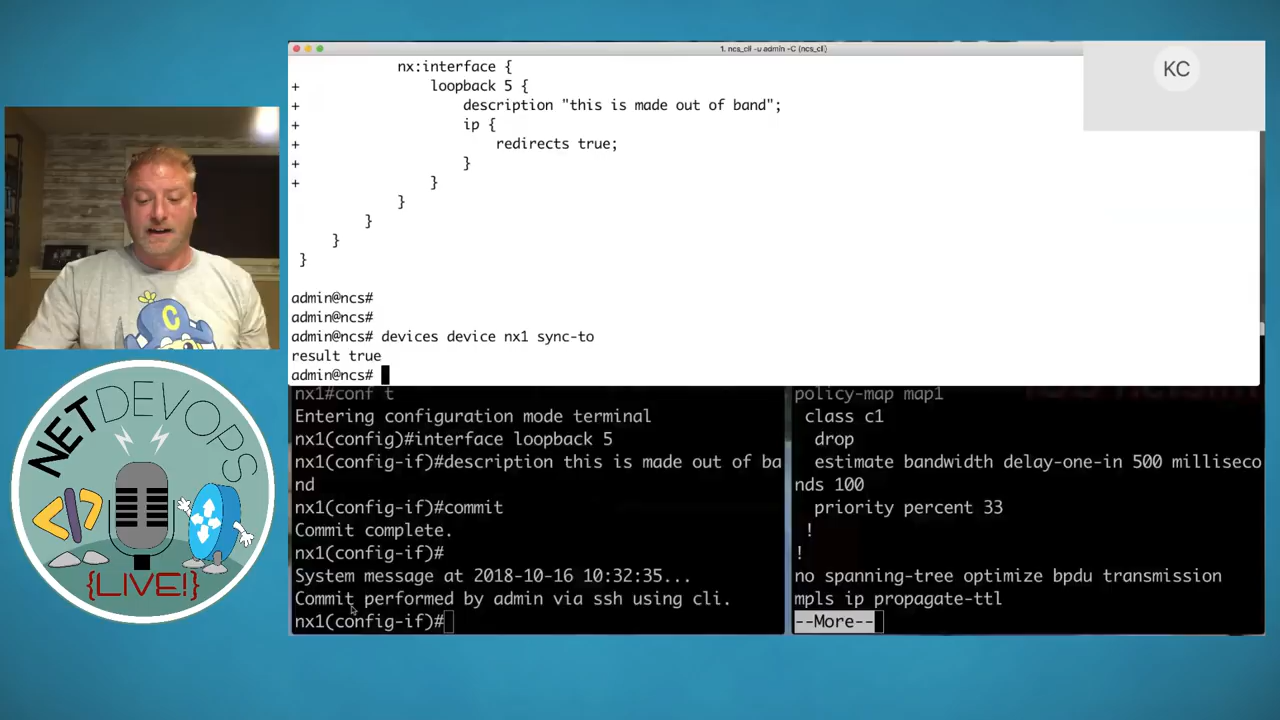 1. ncs_cli -u admin -C (ncs_cli)
nx:interface {
+ loopback 5 {
+ description "this is made out of band";
+ ip {
+ redirects true;
+ }
+ }
}
}
}
}
admin@ncs#
admin@ncs#
admin@ncs# devices device nx1 sync-to
result true
admin@ncs#
KC
nx1#conf t
Entering configuration mode terminal
nx1(config)#interface loopback 5
nx1(config-if)#description this is made out of ba
nd
nx1(config-if)#commit
Commit complete.
nx1(config-if)#
System message at 2018-10-16 10:32:35...
Commit performed by admin via ssh using cli.
nx1(config-if)#
policy-map map1
class c1
drop
estimate bandwidth delay-one-in 500 milliseco
nds 100
priority percent 33
!
!
no spanning-tree optimize bpdu transmission
mpls ip propagate-ttl
--More--
NETDEVOPS
</>
{LIVE!}
C